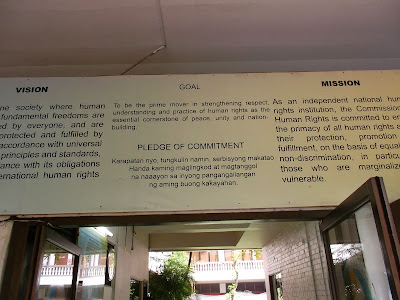 VISION
ne society where human
fundamental freedoms are
ed by everyone, and are
protected and fulfilled by
accordance with universal
principles and standards,
ance with its obligations
ernational human rights
GOAL
To be the prime mover in strengthening respect,
understanding and practice of human rights as the
essential cornerstone of peace, unity and nation-
building.
PLEDGE OF COMMITMENT
Karapatan nyo, tungkulin namin, serbisyong makatao
Handa kaming maglingkod at magtanggol
na naaayon sa inyong pangangailangan
ng aming buong kakayahan.
MISSION
As an independent national hum
rights institution, the Commission
Human Rights is committed to en
the primacy of all human rights a
their protection, promotion
fulfillment, on the basis of equal
non-discrimination, in particu
those who are marginalize
vulnerable.